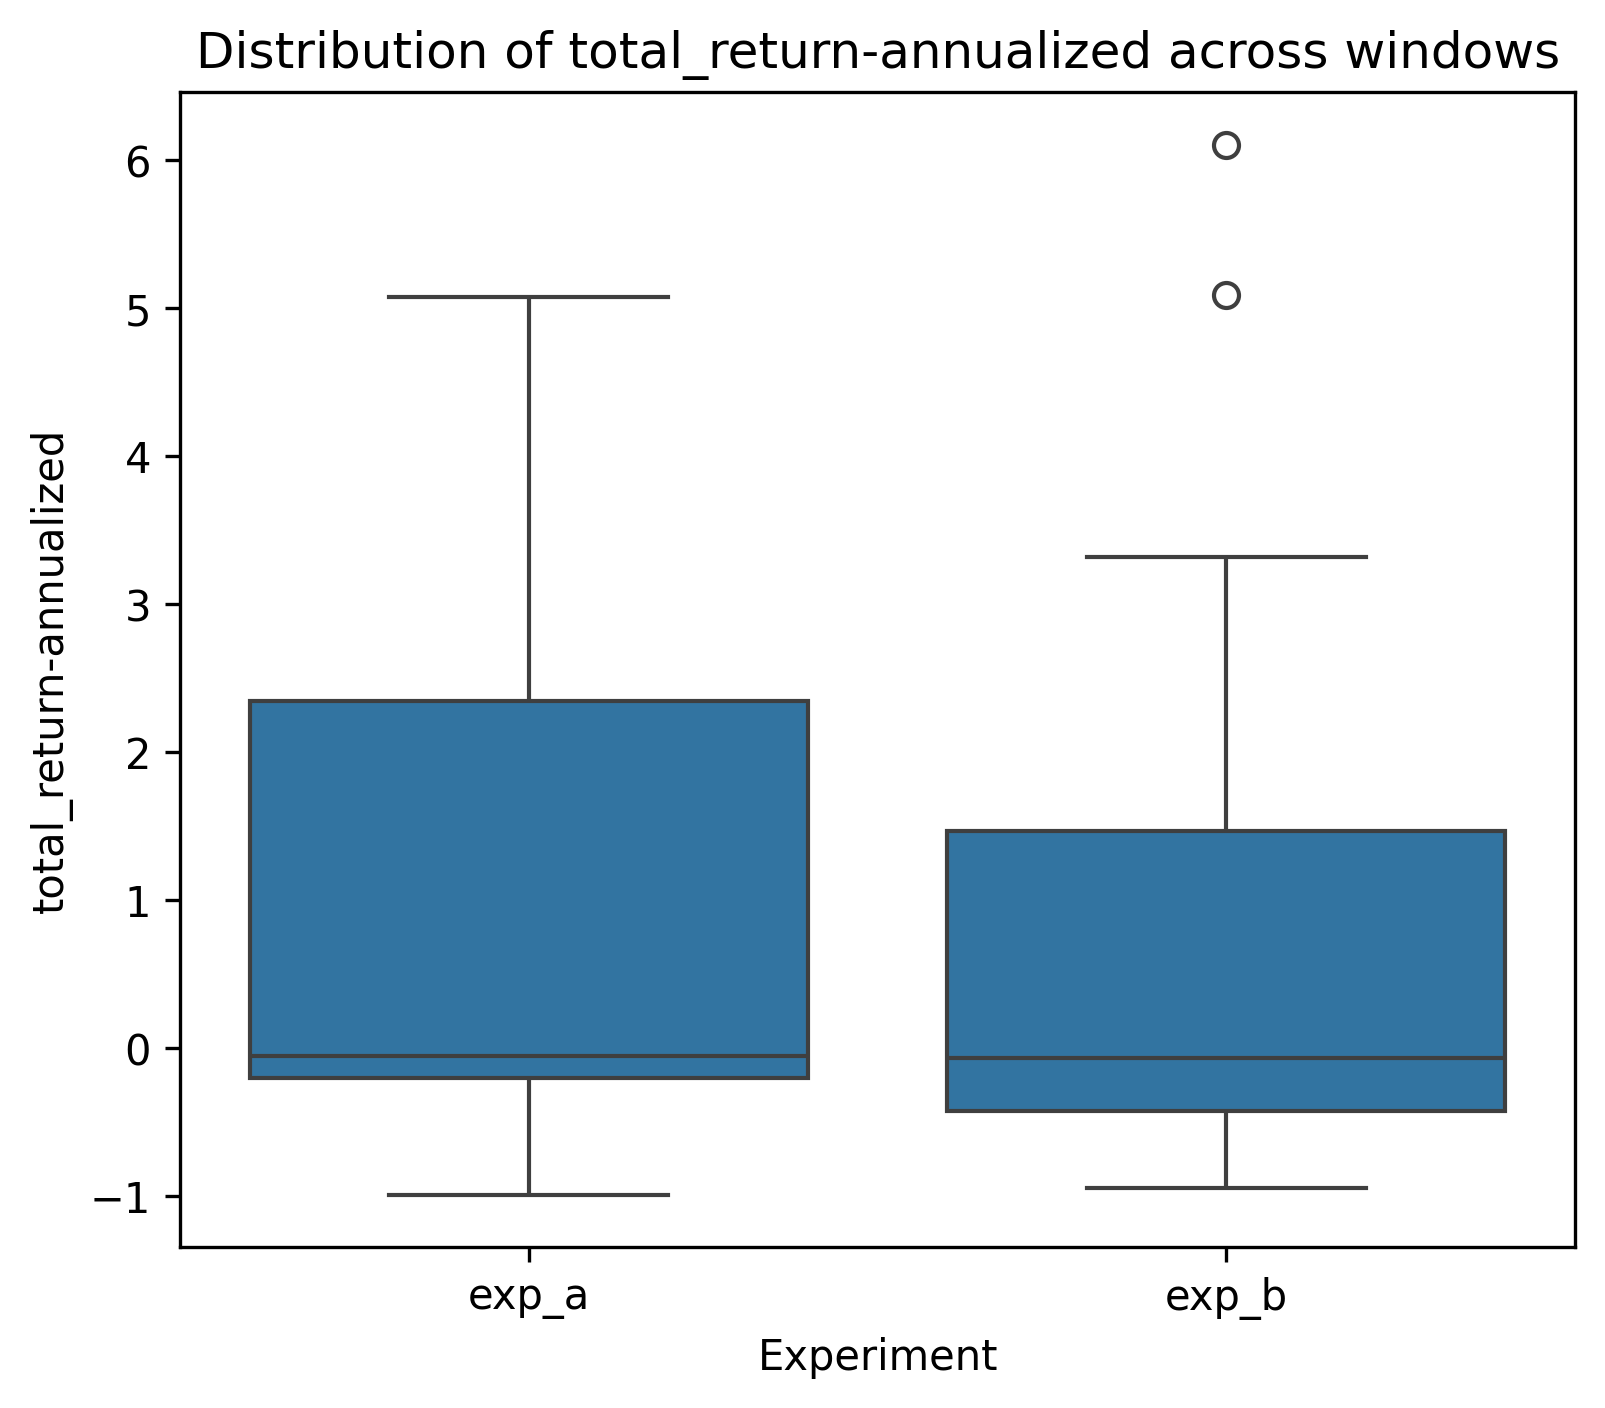 Distribution of total_return-annualized across windows
total_return-annualized
6
5
4
3
2
1
0
−1
exp_a
exp_b
Experiment